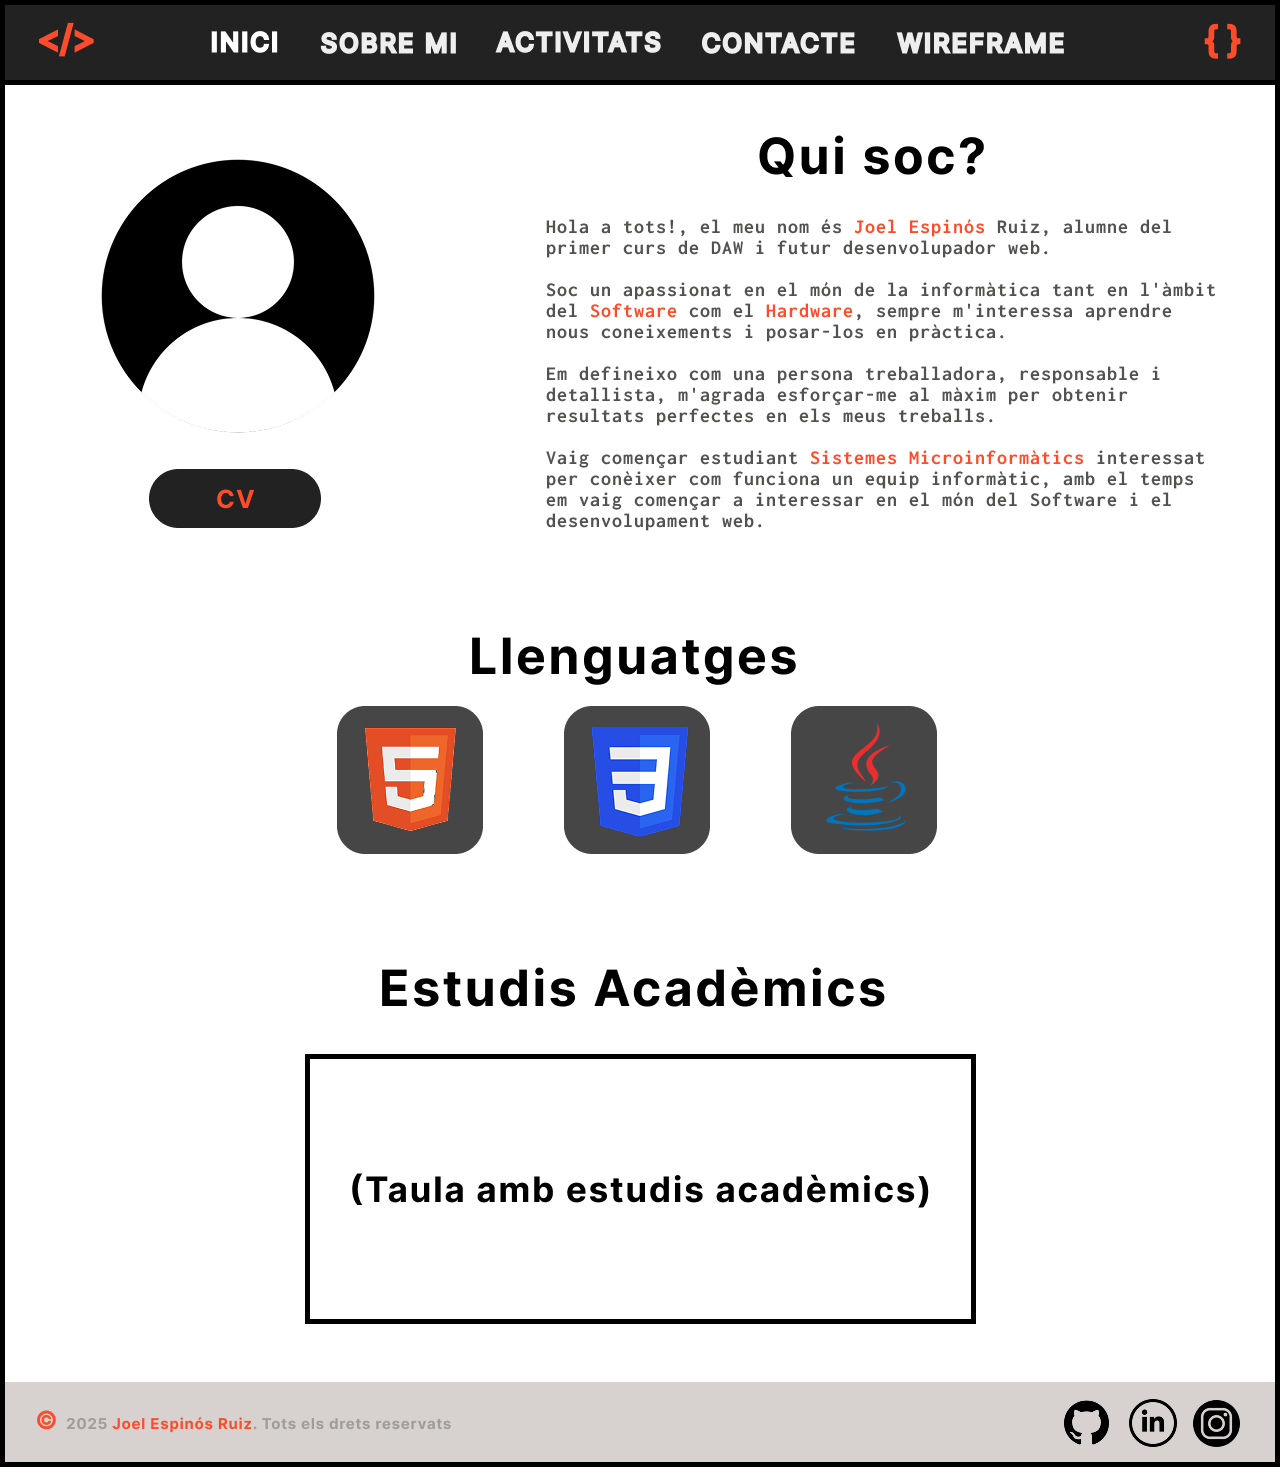 </>
INICI
SOBRE MI
ACTIVITATS
CONTACTE
WIREFRAME
{ }
Qui soc?
Hola a tots!, el meu nom és Joel Espinós Ruiz, alumne del
primer curs de DAW i futur desenvolupador web.
Soc un apassionat en el món de la informàtica tant en l'àmbit
del Software com el Hardware, sempre m'interessa aprendre
nous coneixements i posar-los en pràctica.
Em defineixo com una persona treballadora, responsable i
detallista, m'agrada esforçar-me al màxim per obtenir
resultats perfectes en els meus treballs.
Vaig començar estudiant Sistemes Microinformàtics interessat
per conèixer com funciona un equip informàtic, amb el temps
em vaig començar a interessar en el món del Software i el
desenvolupament web.
CV
Llenguatges
5
3
Estudis Acadèmics
(Taula amb estudis acadèmics)
© 2025 Joel Espinós Ruiz. Tots els drets reservats
in